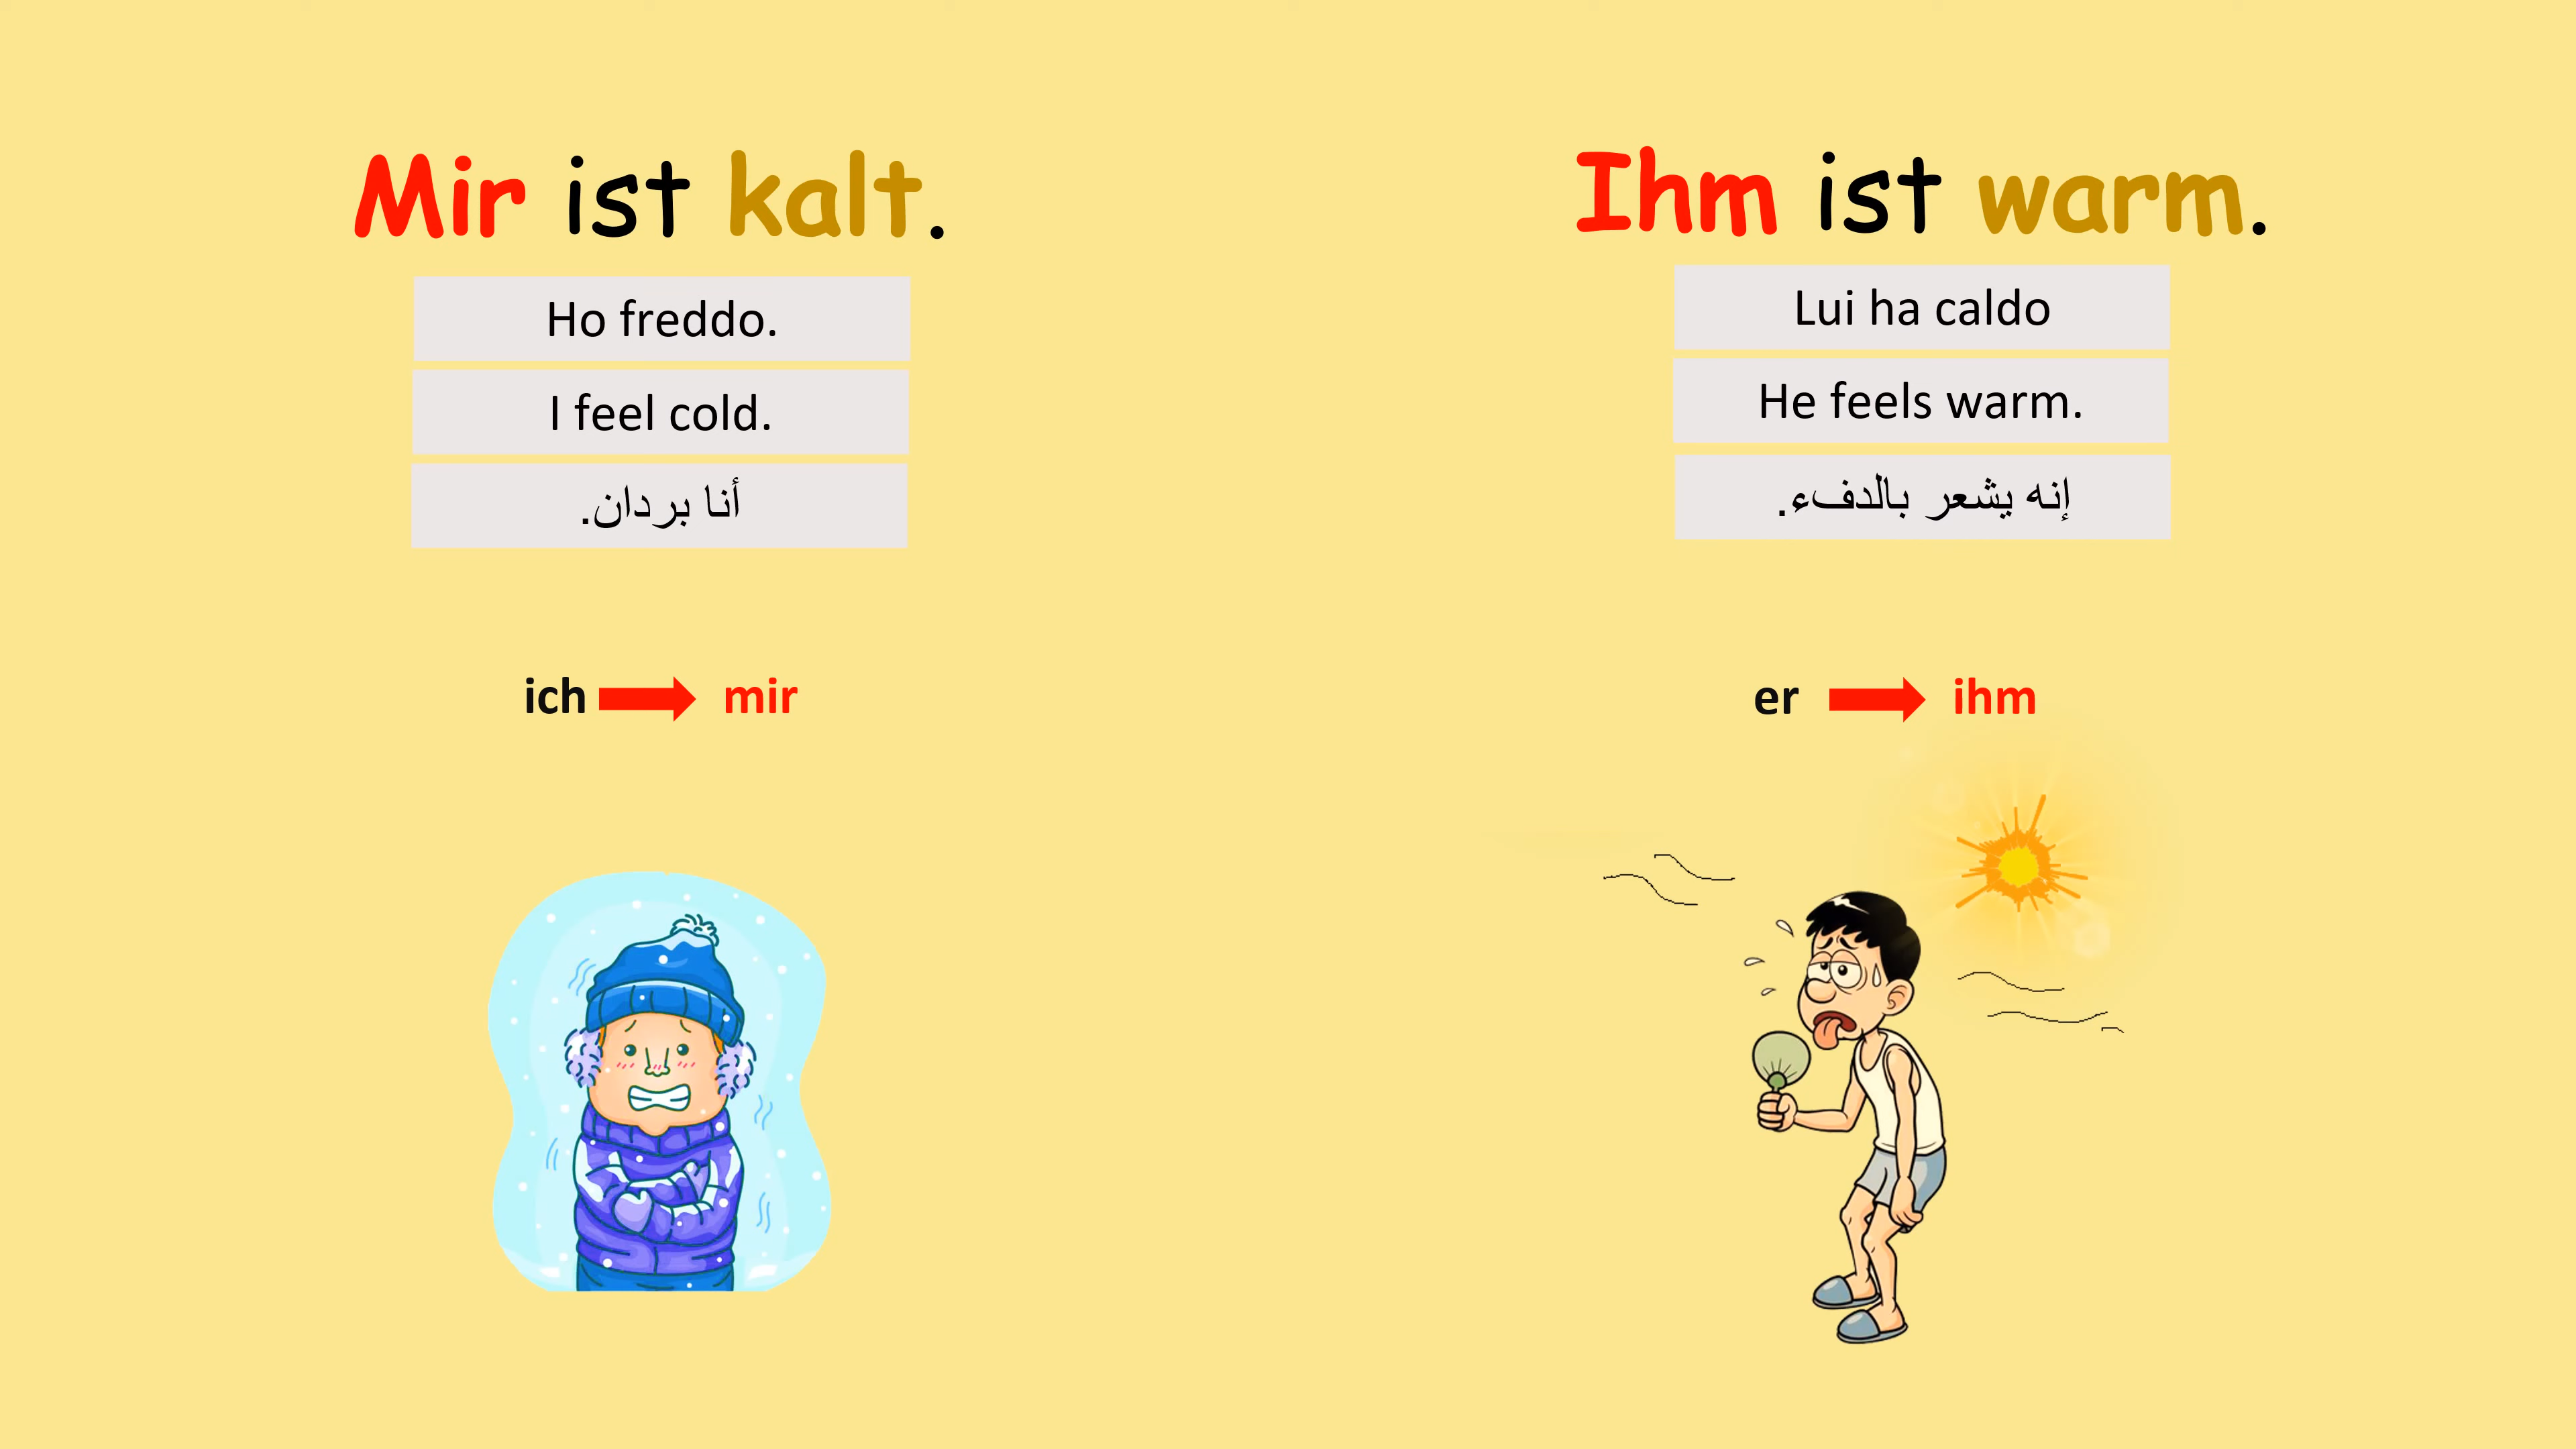 Mir ist kalt.
Ho freddo.
I feel cold.
أنا بردان.
ich mir
Ihm ist warm.
Lui ha caldo
He feels warm.
إنه يشعر بالدفء.
er ihm